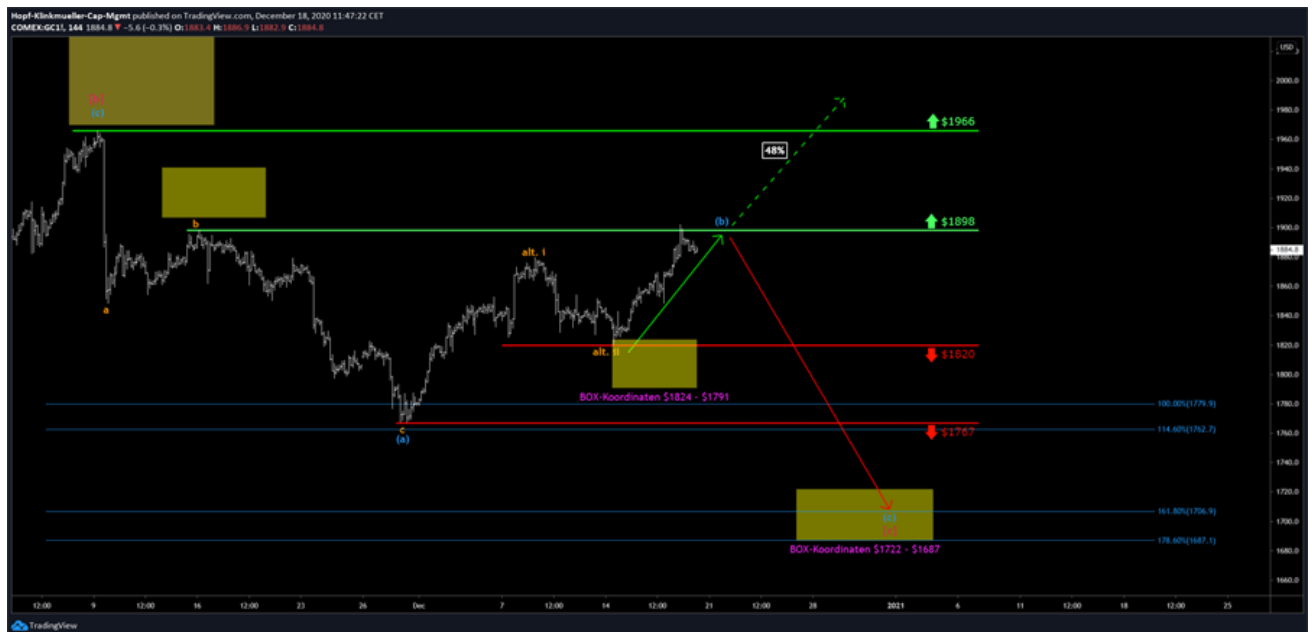 Hopf-Klinkmueller-Cap-Mgmt published on TradingView.com, December 18, 2020 11:47:22 CET
COMEX:GC1!, 144 1884.8 ▼ −5.6 (−0.3%) O:1883.4 H:1886.9 L:1882.9 C:1884.8
USD
2000.0
1980.0
$1966
1960.0
48%
1940.0
1920.0
b
(b)
$1898
1900.0
alt. i
1884.8
1880.0
1860.0
a
1840.0
1820.0
alt. ii
$1820
1800.0
BOX-Koordinaten $1824 - $1791
100.00%(1779.9)
1780.0
c
(a)
114.60%(1762.7)
$1767
1760.0
1740.0
1720.0
161.80%(1706.9)
(c)
1700.0
178.60%(1687.1)
BOX-Koordinaten $1722 - $1687
1680.0
1660.0
12:00 9 12:00 16 12:00 23 26 Dec 7 12:00 14 12:00 21 12:00 28 2021 6 11 12:00 18 12:00 25
TradingView